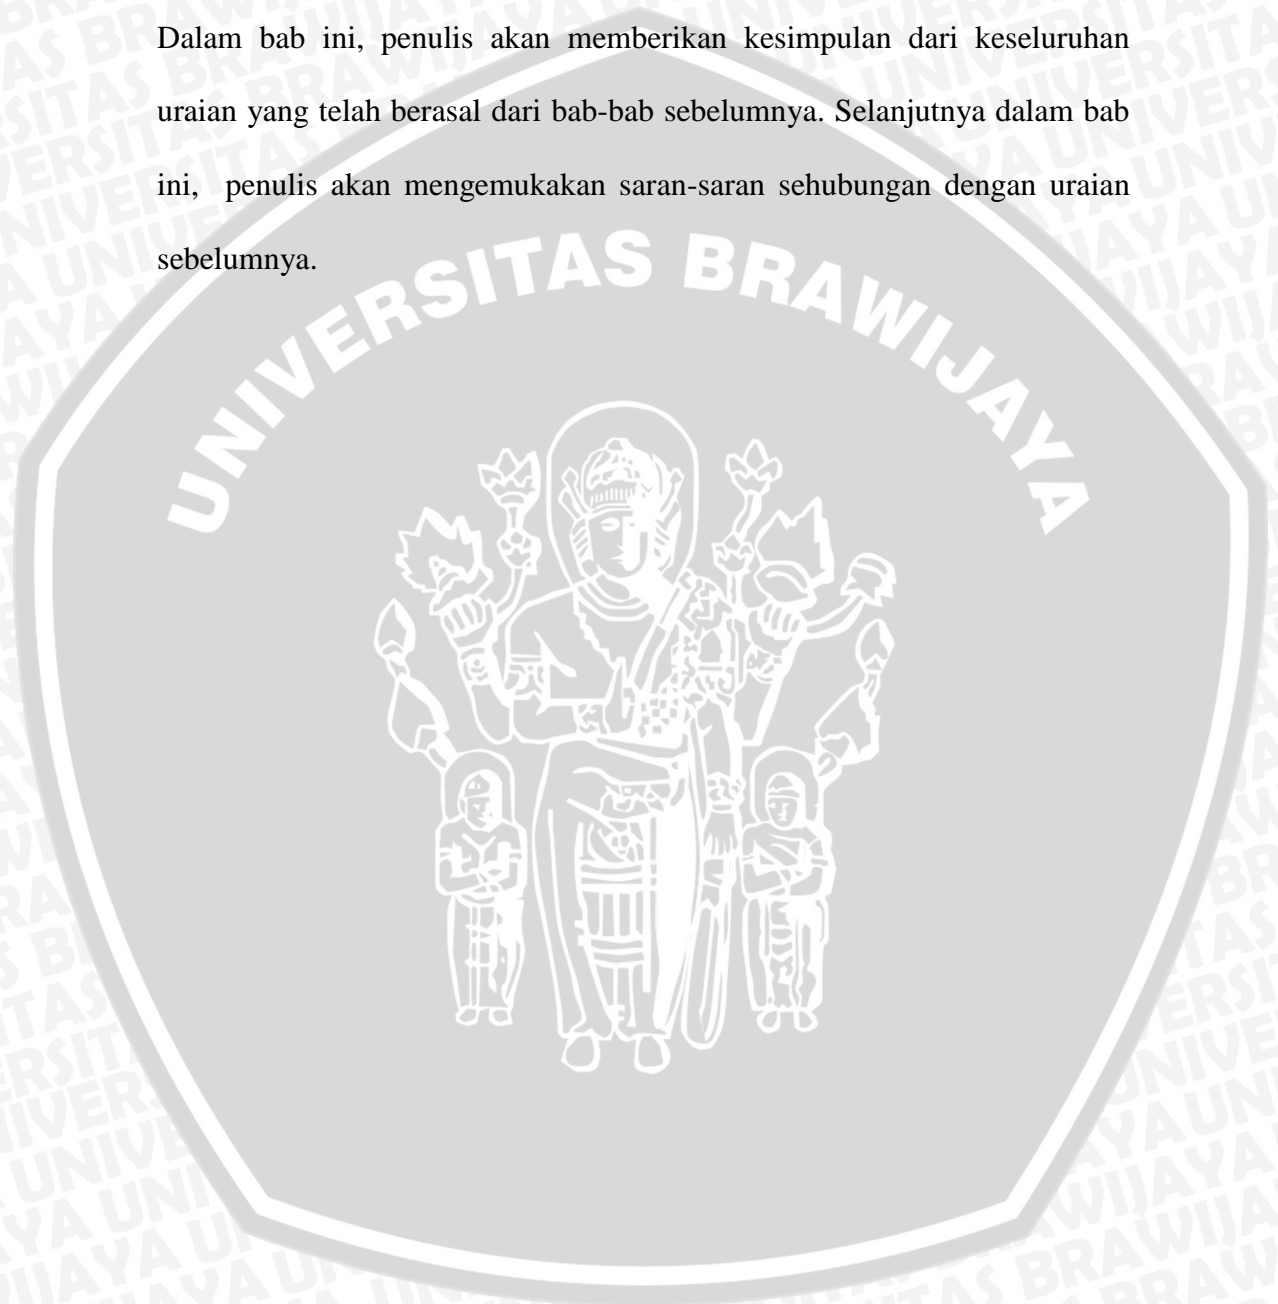 Dalam bab ini, penulis akan memberikan kesimpulan dari keseluruhan
uraian yang telah berasal dari bab-bab sebelumnya. Selanjutnya dalam bab
ini, penulis akan mengemukakan saran-saran sehubungan dengan uraian
sebelumnya.
UNIVERSITAS BRAWIJAYA